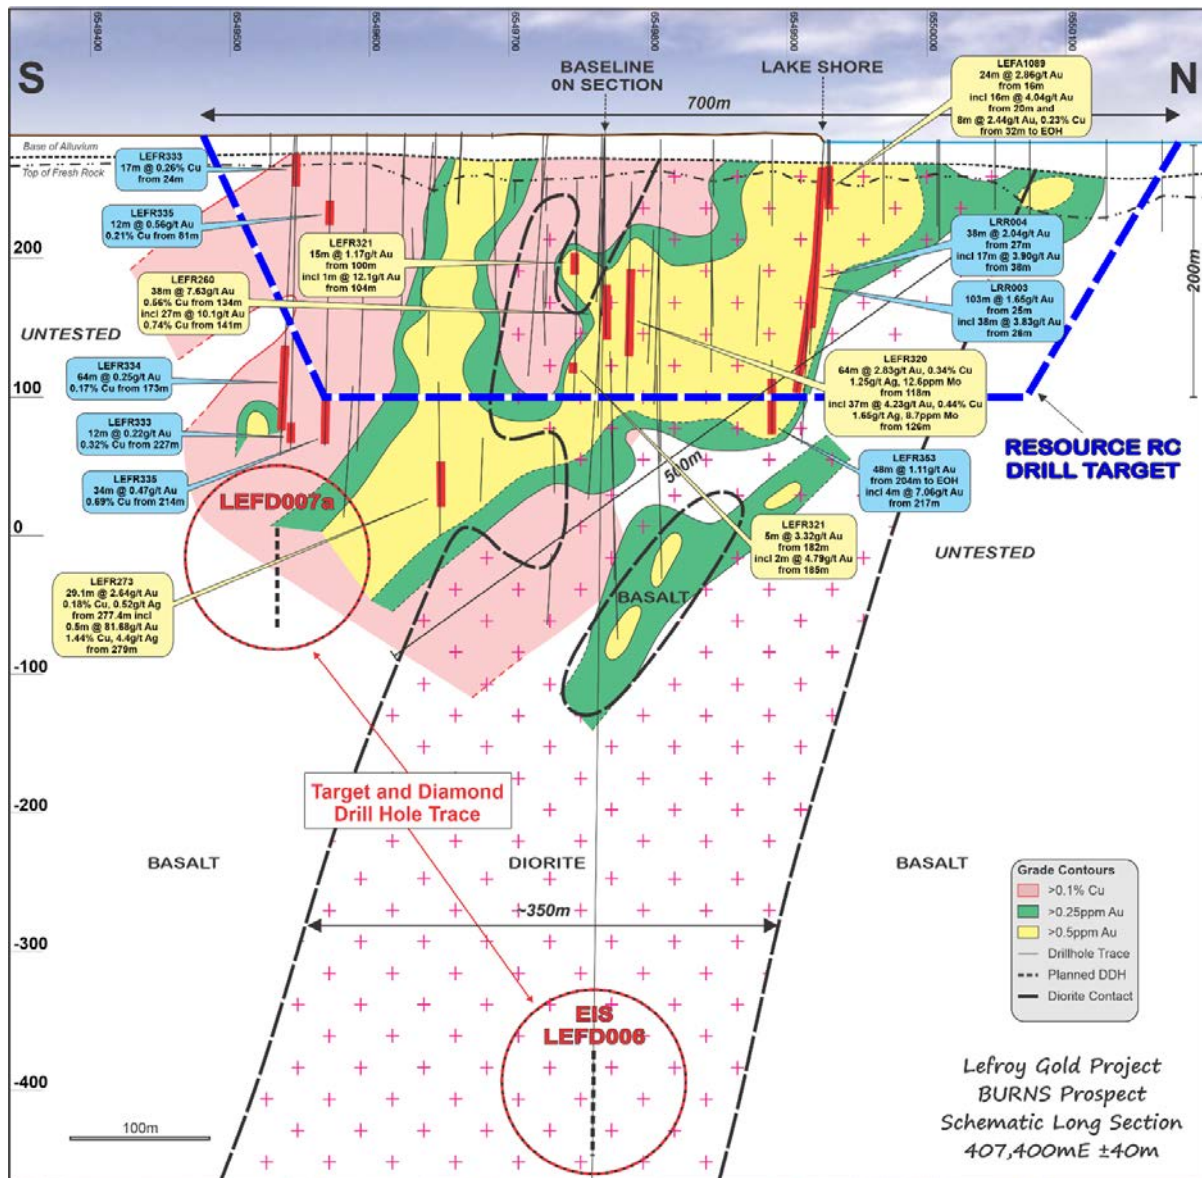 6549400
6549500
6549600
6549700
6549800
6549900
6550000
6550100
S
N
BASELINE
0N SECTION
LAKE SHORE
700m
LEFA1089
24m @ 2.86g/t Au
from 16m
incl 16m @ 4.04g/t Au
from 20m and
8m @ 2.44g/t Au, 0.23% Cu
from 32m to EOH
Base of Alluvium
Top of Fresh Rock
LEFR333
17m @ 0.26% Cu
from 24m
LEFR335
12m @ 0.56g/t Au
0.21% Cu from 81m
LEFR321
15m @ 1.17g/t Au
from 100m
incl 1m @ 12.1g/t Au
from 104m
LRR004
38m @ 2.04g/t Au
from 27m
incl 17m @ 3.90g/t Au
from 38m
200
200m
LEFR260
38m @ 7.63g/t Au
0.56% Cu from 134m
incl 27m @ 10.1g/t Au
0.74% Cu from 141m
LRR003
103m @ 1.65g/t Au
from 25m
incl 38m @ 3.83g/t Au
from 26m
UNTESTED
LEFR334
64m @ 0.25g/t Au
0.17% Cu from 173m
LEFR320
64m @ 2.83g/t Au, 0.34% Cu
1.25g/t Ag, 12.6ppm Mo
from 118m
incl 37m @ 4.23g/t Au, 0.44% Cu
1.65g/t Ag, 8.7ppm Mo
from 126m
100
LEFR333
12m @ 0.22g/t Au
0.32% Cu from 227m
RESOURCE RC
DRILL TARGET
500m
LEFR335
34m @ 0.47g/t Au
0.69% Cu from 214m
LEFR353
48m @ 1.11g/t Au
from 204m to EOH
incl 4m @ 7.06g/t Au
from 217m
LEFD007a
0
LEFR321
5m @ 3.32g/t Au
from 182m
incl 2m @ 4.79g/t Au
from 185m
UNTESTED
LEFR273
29.1m @ 2.64g/t Au
0.18% Cu, 0.52g/t Ag
from 277.4m incl
0.5m @ 81.68g/t Au
1.44% Cu, 4.4g/t Ag
from 279m
BASALT
-100
-200
Target and Diamond
Drill Hole Trace
BASALT
DIORITE
BASALT
~350m
-300
Grade Contours
>0.1% Cu
>0.25ppm Au
>0.5ppm Au
Drillhole Trace
Planned DDH
Diorite Contact
EIS
LEFD006
-400
100m
Lefroy Gold Project
BURNS Prospect
Schematic Long Section
407,400mE ±40m